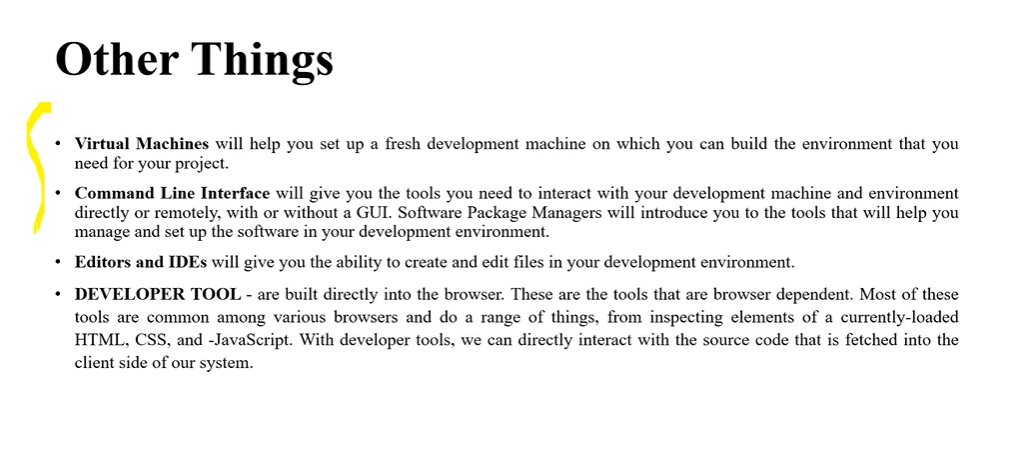 Other Things
• Virtual Machines will help you set up a fresh development machine on which you can build the environment that you
need for your project.
• Command Line Interface will give you the tools you need to interact with your development machine and environment
directly or remotely, with or without a GUI. Software Package Managers will introduce you to the tools that will help you
manage and set up the software in your development environment.
• Editors and IDEs will give you the ability to create and edit files in your development environment.
• DEVELOPER TOOL - are built directly into the browser. These are the tools that are browser dependent. Most of these
tools are common among various browsers and do a range of things, from inspecting elements of a currently-loaded
HTML, CSS, and -JavaScript. With developer tools, we can directly interact with the source code that is fetched into the
client side of our system.